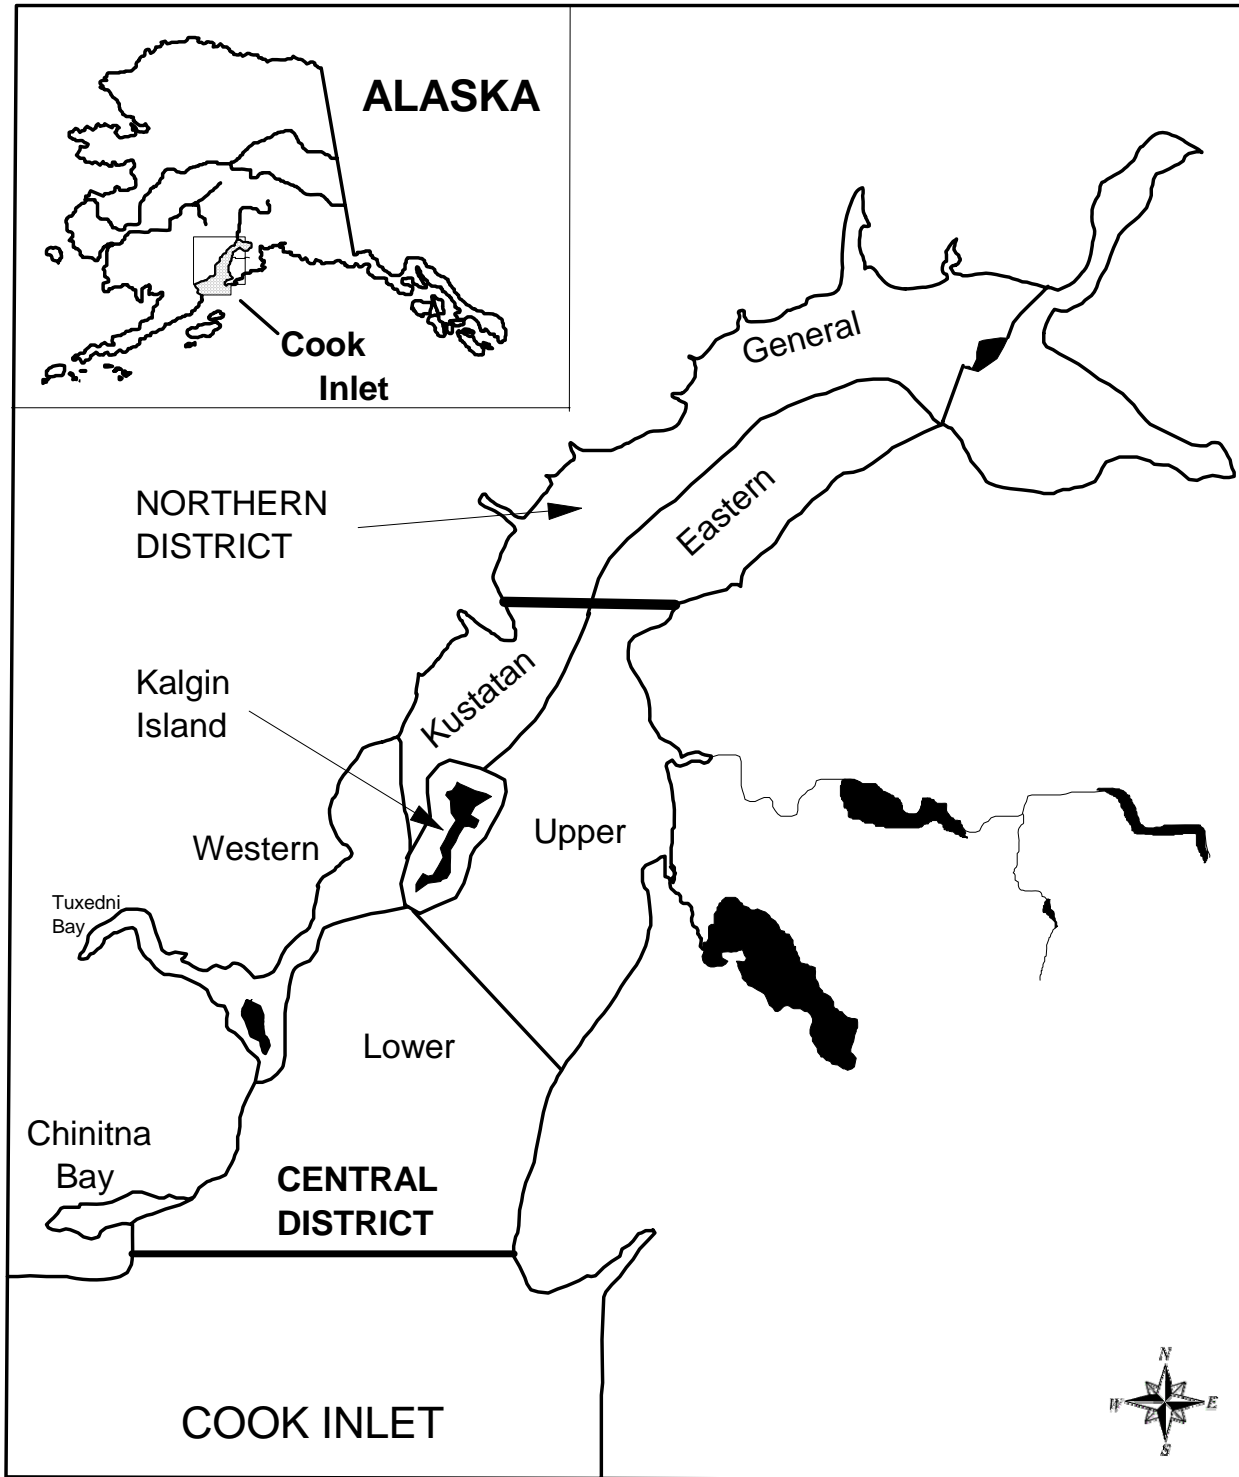 ALASKA
Cook
Inlet
General
NORTHERN
DISTRICT
Eastern
Kalgin
Island
Kustatan
Western
Upper
Tuxedni
Bay
Lower
Chinitna
Bay
CENTRAL
DISTRICT
COOK INLET
N
W
E
S